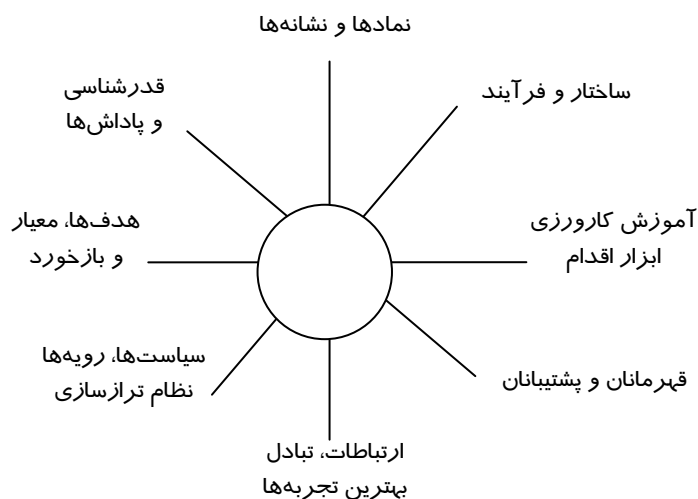 نمادها و نشانه‌ها
قدرشناسی
و پاداش‌ها
ساختار و فرآیند
هدف‌ها، معیار
و بازخورد
آموزش کارورزی
ابزار اقدام
سیاست‌ها، رویه‌ها
نظام ترازسازی
قهرمانان و پشتیبانان
ارتباطات، تبادل
بهترین تجربه‌ها